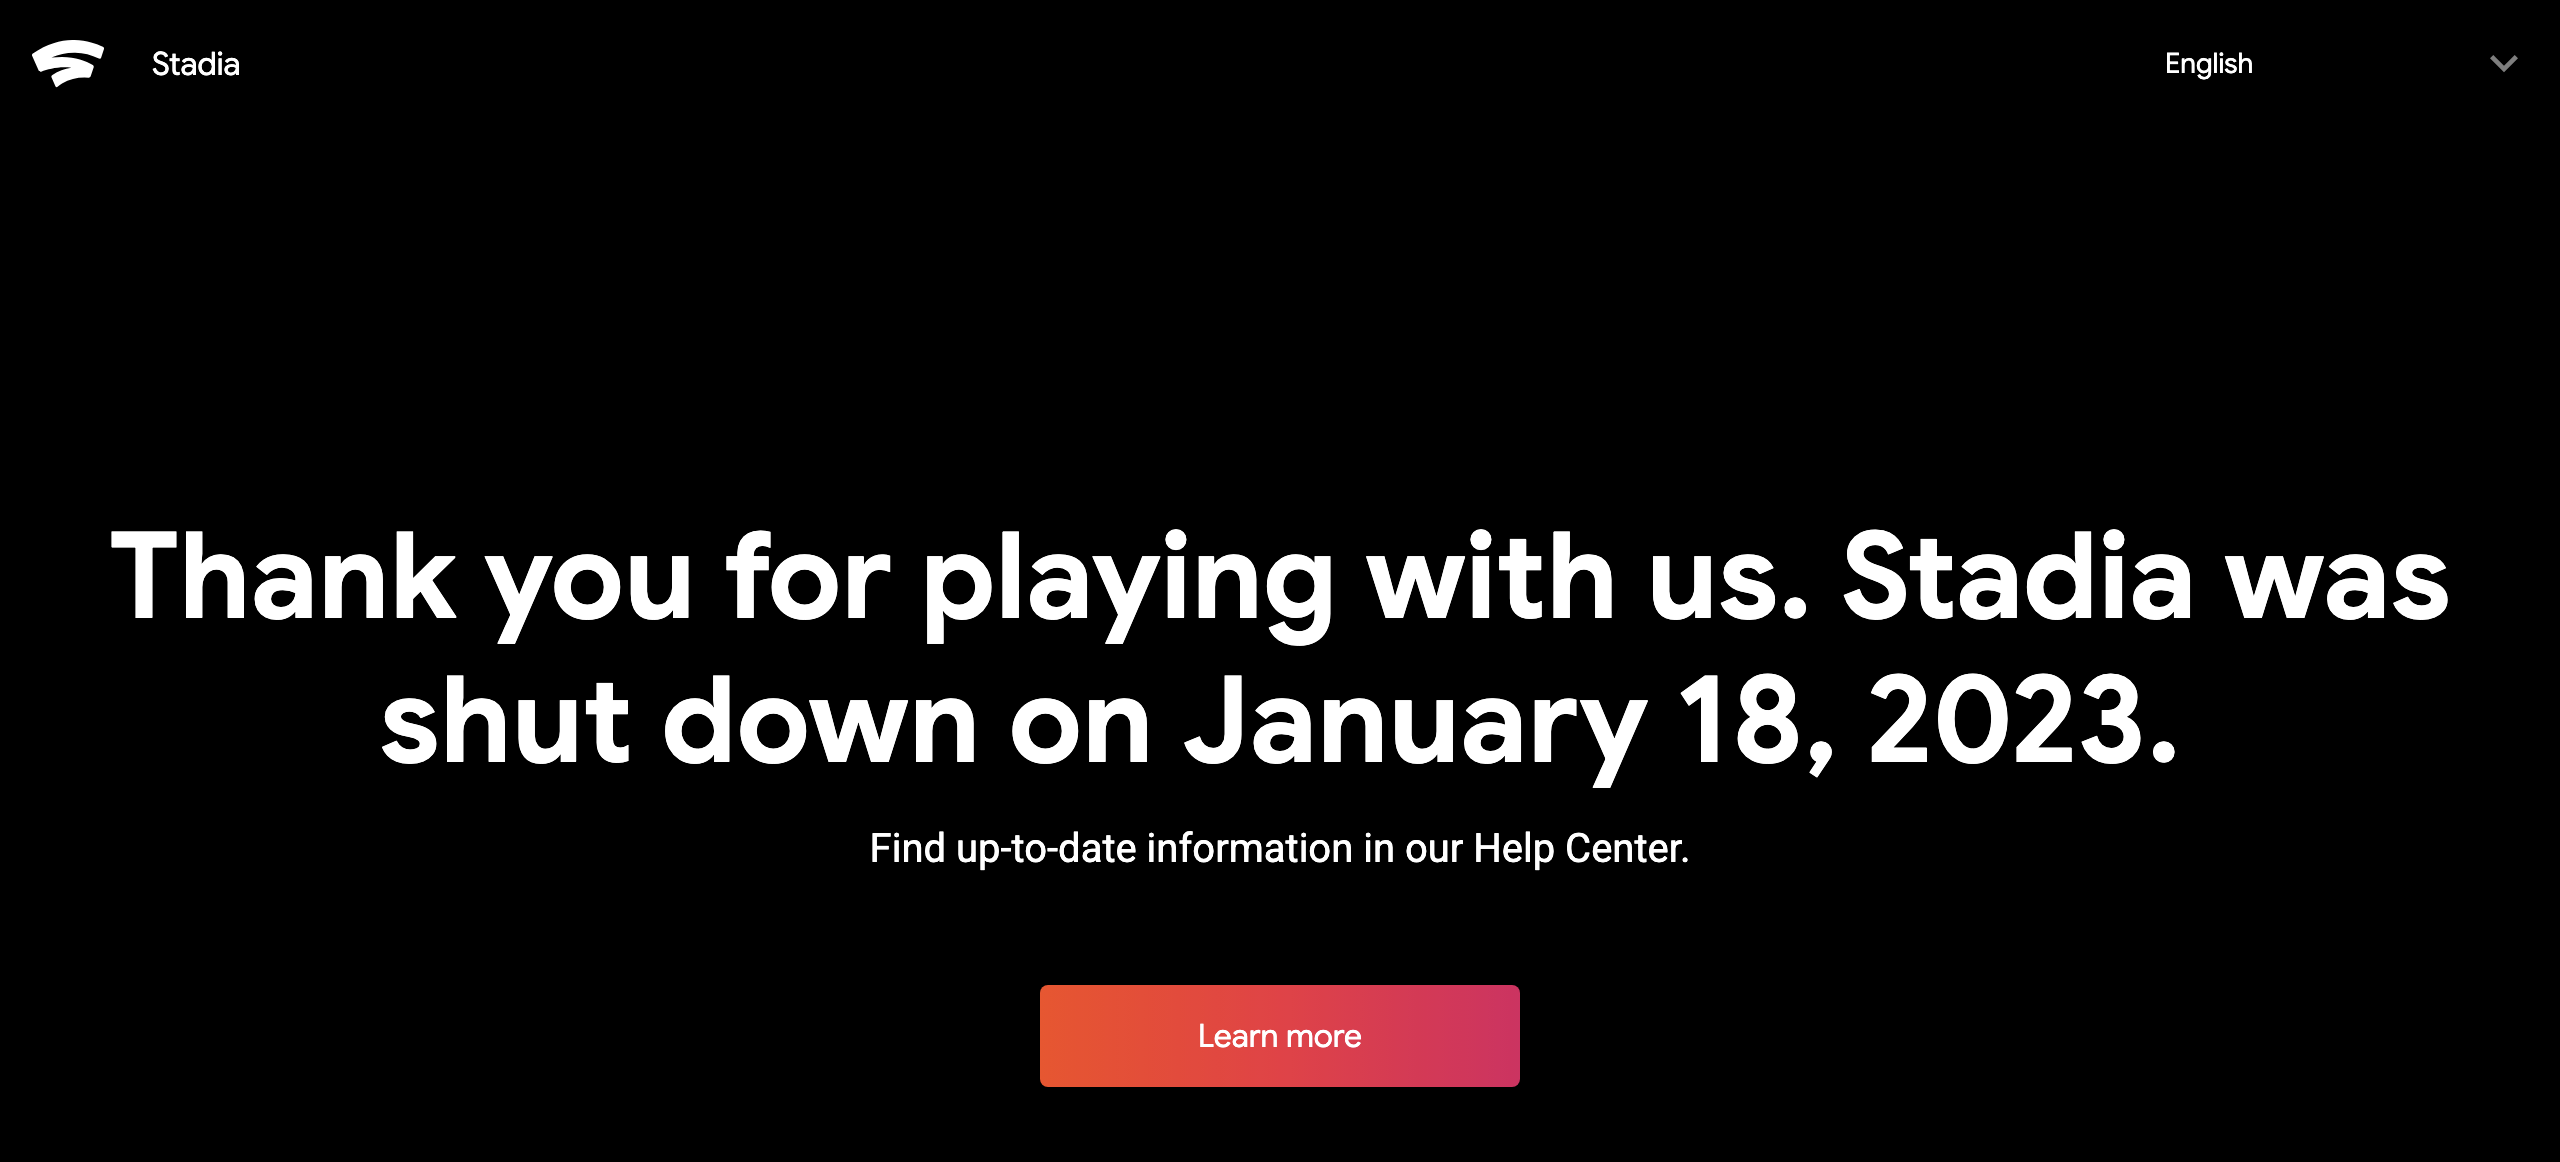 Stadia
English
Thank you for playing with us. Stadia was
shut down on January 18, 2023.
Find up-to-date information in our Help Center.
Learn more